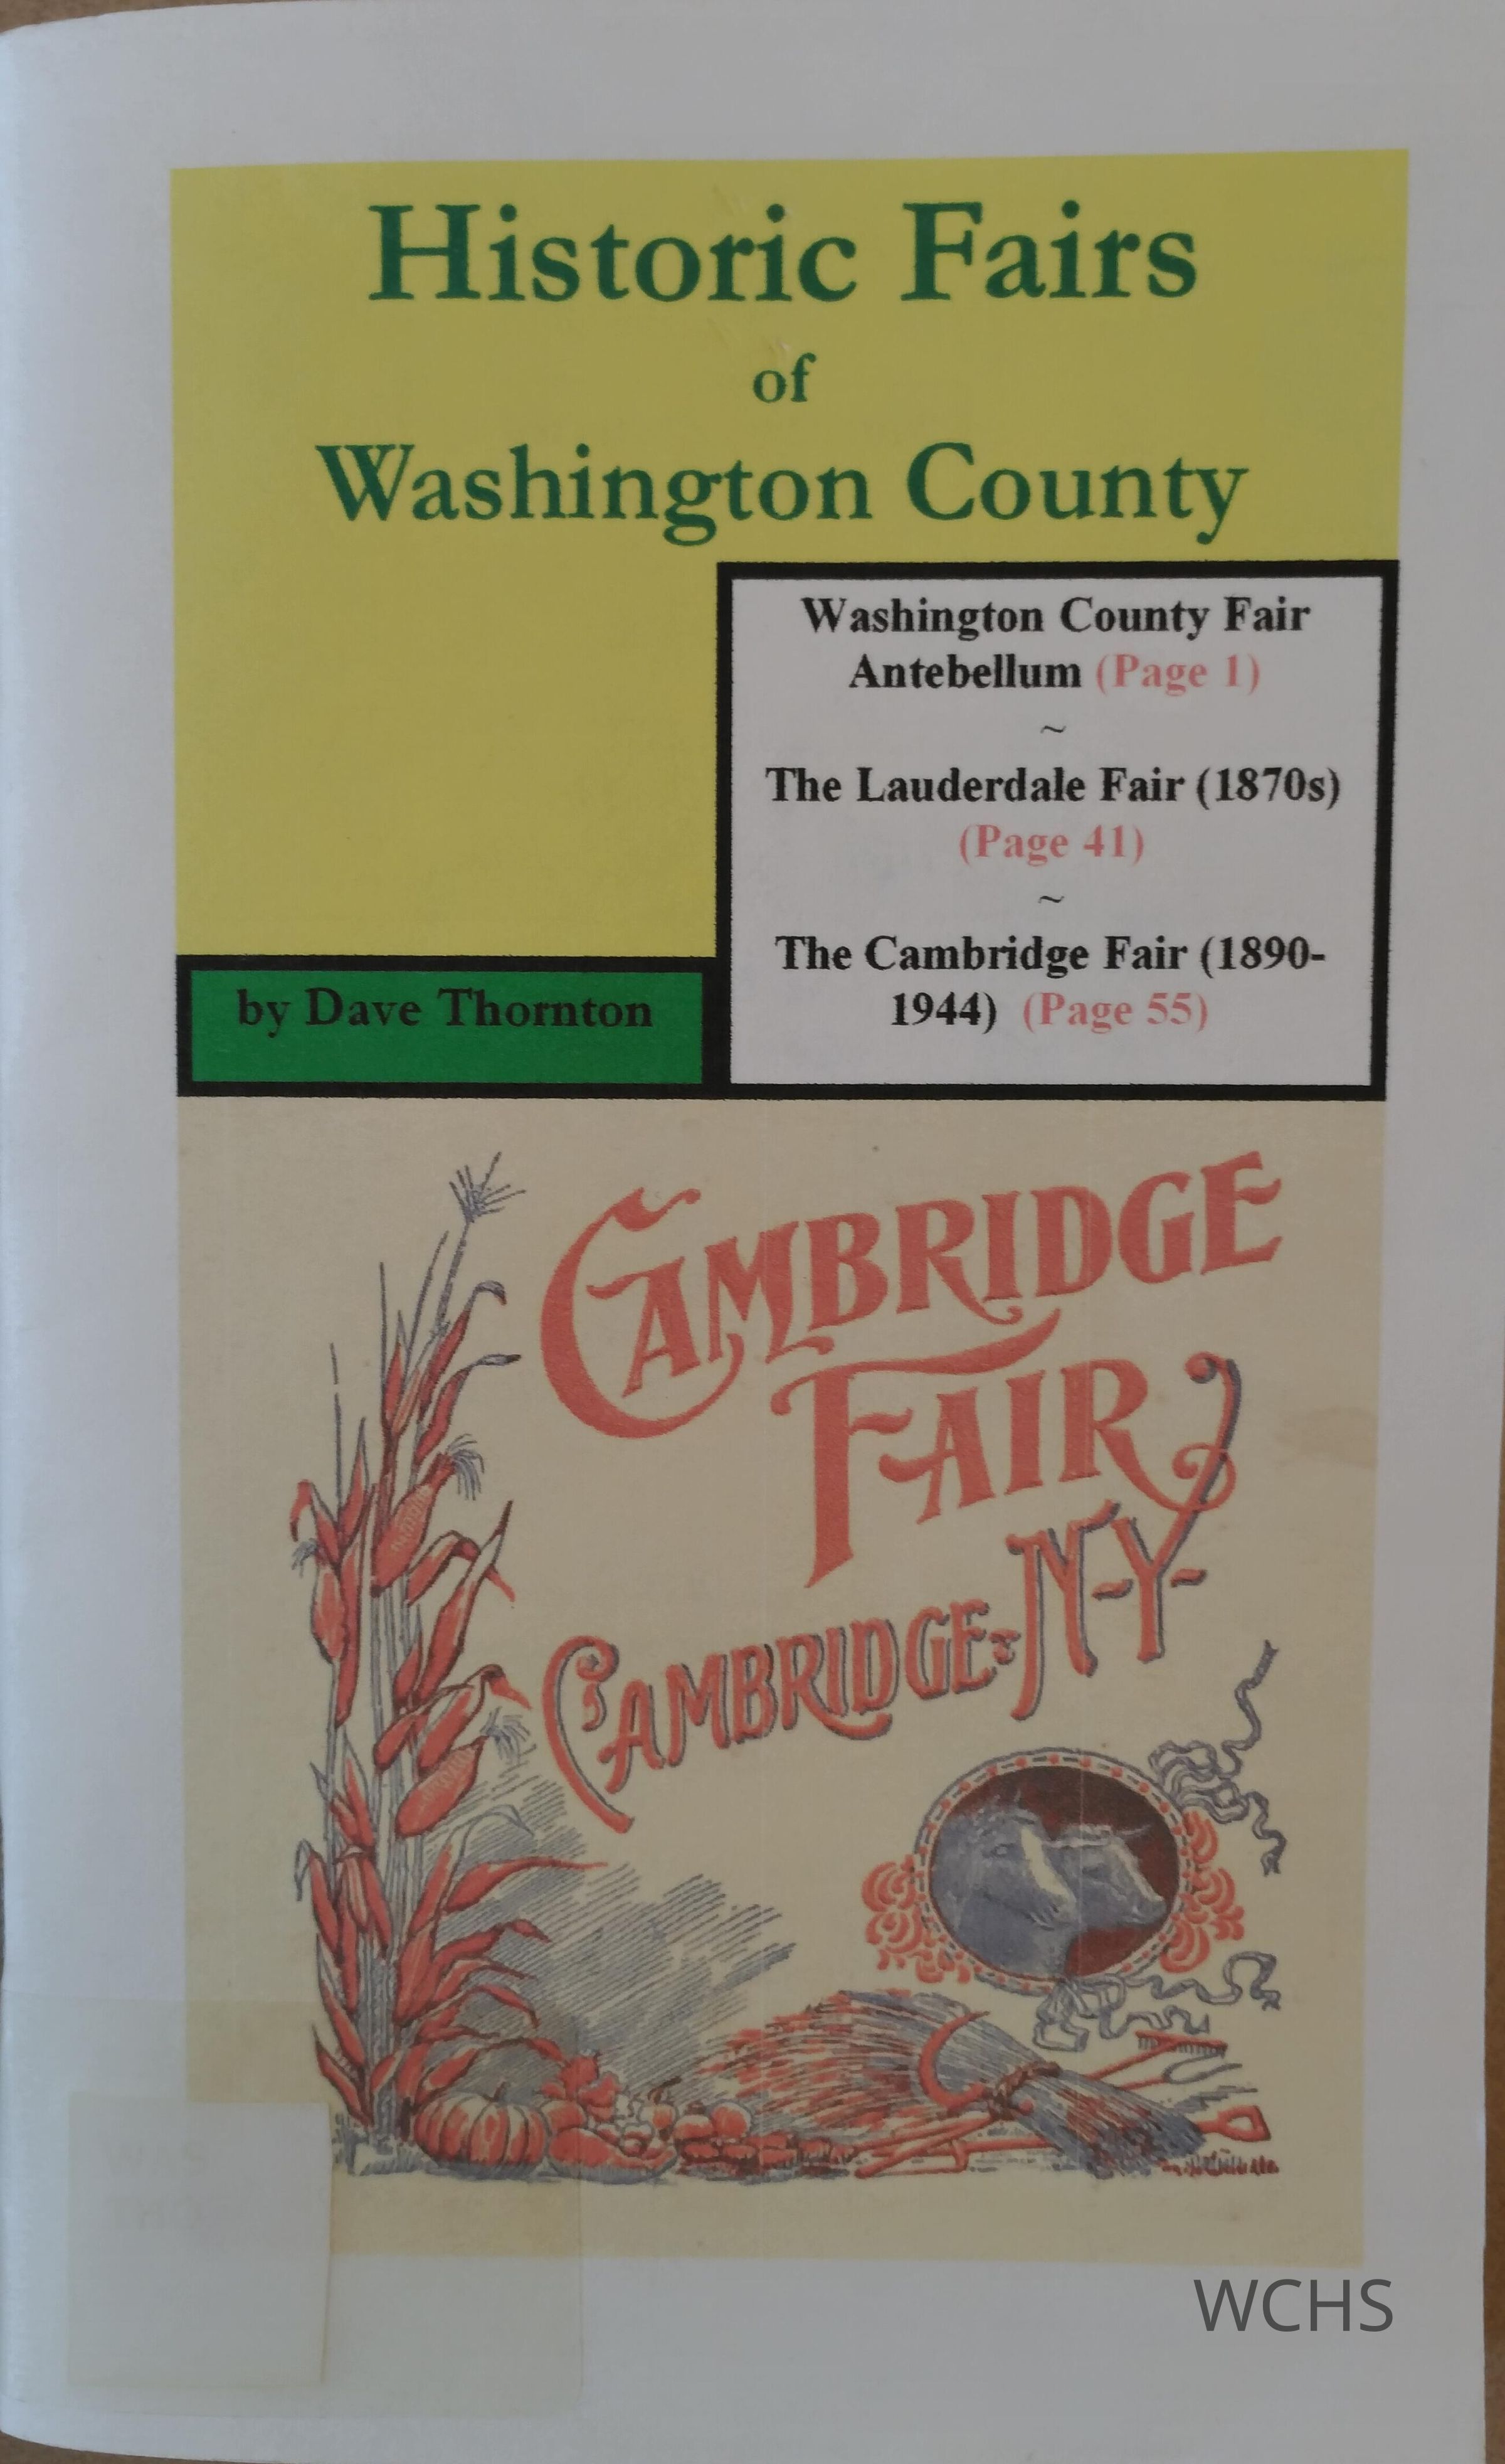 Historic Fairs
of
Washington County
Washington County Fair
Antebellum (Page 1)
~
The Lauderdale Fair (1870s)
(Page 41)
~
The Cambridge Fair (1890-
1944) (Page 55)
by Dave Thornton
CAMBRIDGE
FAIR
CAMBRIDGE N-Y-
WCHS